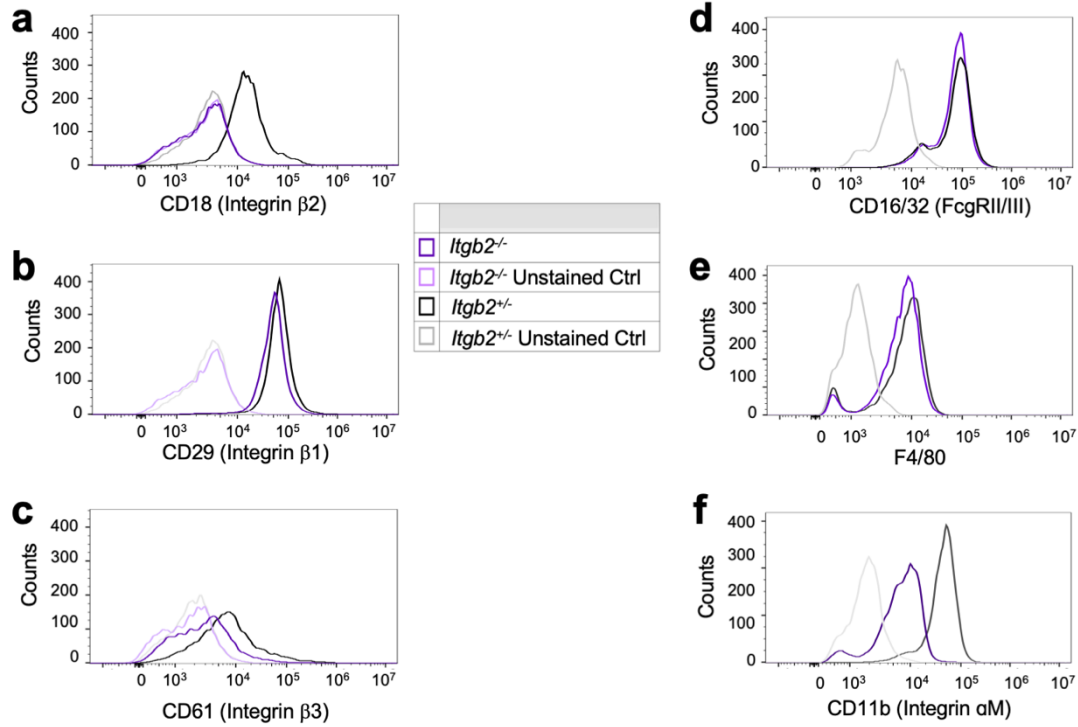 a
Counts
400
300
200
100
0
0 10³ 10⁴ 10⁵ 10⁶ 10⁷
CD18 (Integrin β2)
b
Counts
400
300
200
100
0
0 10³ 10⁴ 10⁵ 10⁶ 10⁷
CD29 (Integrin β1)
c
Counts
400
300
200
100
0
0 10³ 10⁴ 10⁵ 10⁶ 10⁷
CD61 (Integrin β3)
Itgb2⁻/⁻
Itgb2⁻/⁻ Unstained Ctrl
Itgb2⁺/⁻
Itgb2⁺/⁻ Unstained Ctrl
d
Counts
400
300
200
100
0
0 10³ 10⁴ 10⁵ 10⁶ 10⁷
CD16/32 (FcgRII/III)
e
Counts
400
300
200
100
0
0 10³ 10⁴ 10⁵ 10⁶ 10⁷
F4/80
f
Counts
400
300
200
100
0
0 10³ 10⁴ 10⁵ 10⁶ 10⁷
CD11b (Integrin αM)